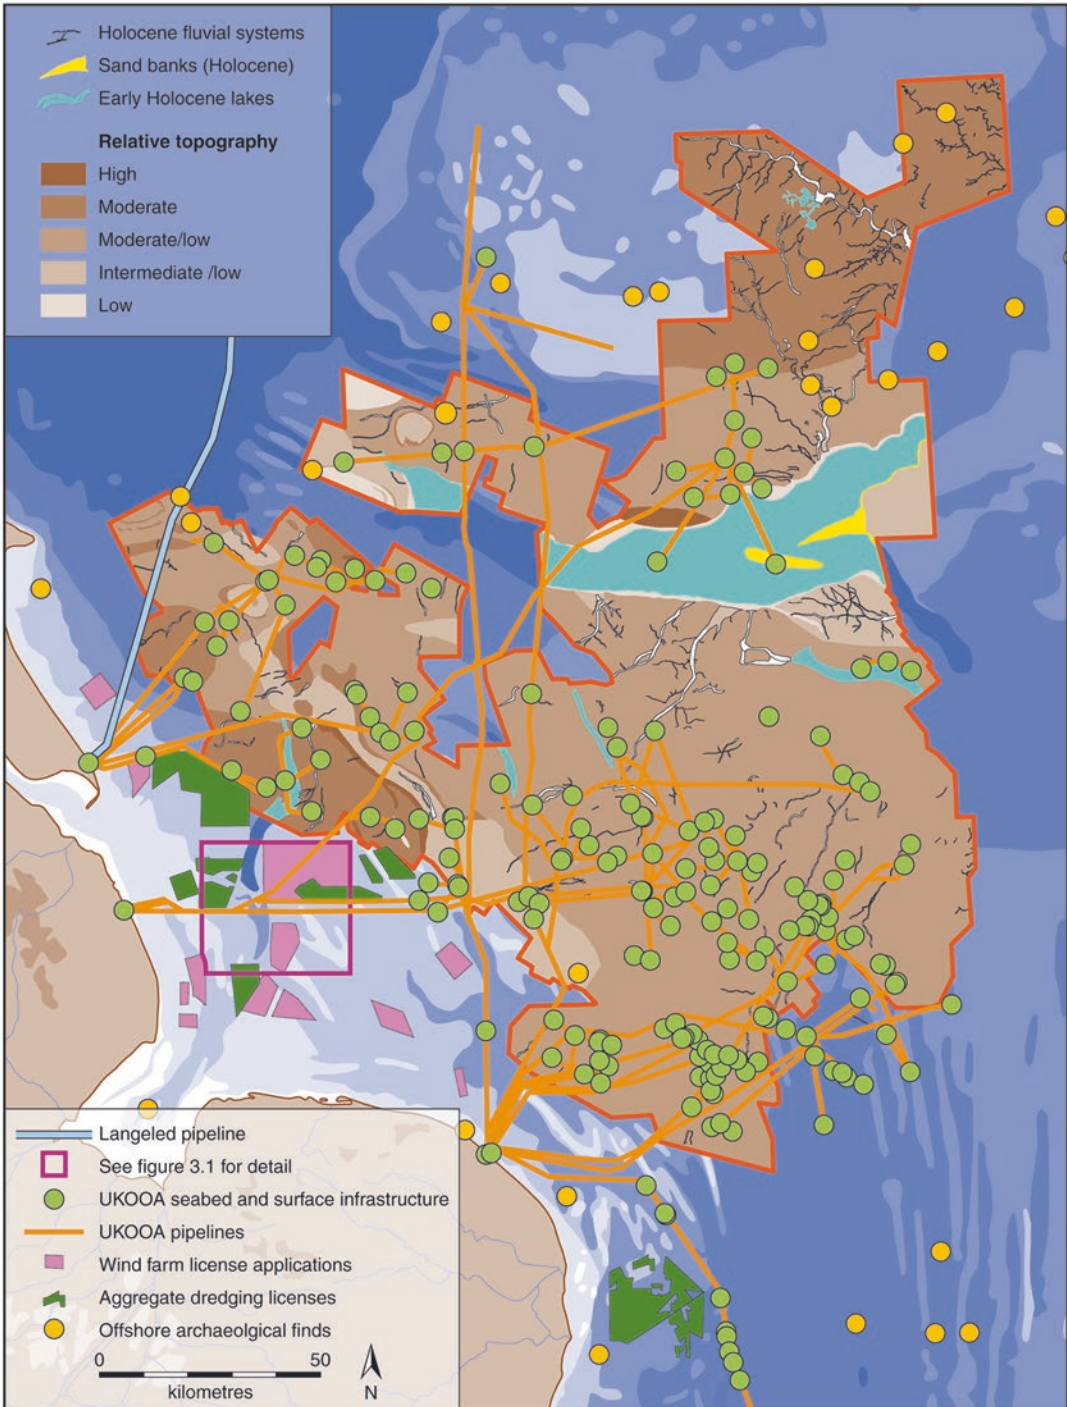 Holocene fluvial systems
Sand banks (Holocene)
Early Holocene lakes
Relative topography
High
Moderate
Moderate/low
Intermediate /low
Low
Langeled pipeline
See figure 3.1 for detail
UKOOA seabed and surface infrastructure
UKOOA pipelines
Wind farm license applications
Aggregate dredging licenses
Offshore archaeolgical finds
0 50
kilometres
N